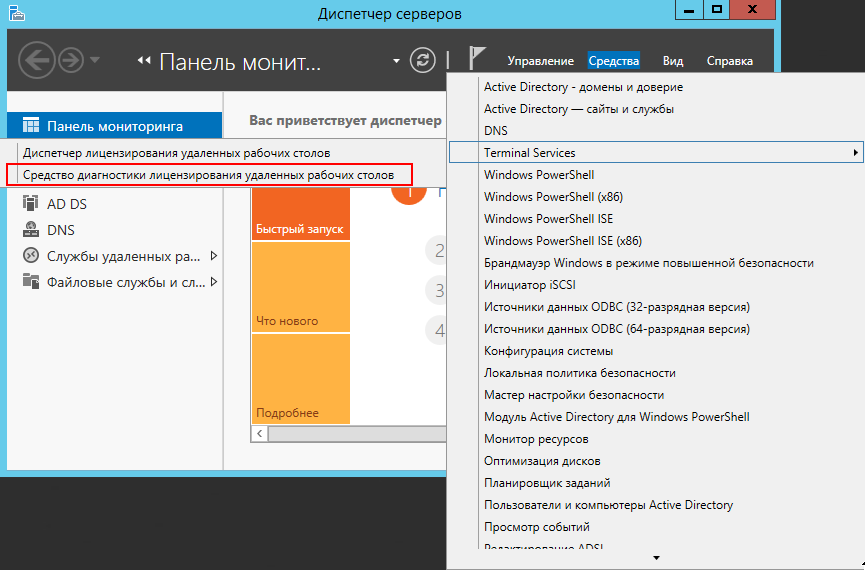 Диспетчер серверов
Панель монит...
Управление
Средства
Вид
Справка
Панель мониторинга
Вас приветствует диспетчер
Диспетчер лицензирования удаленных рабочих столов
Средство диагностики лицензирования удаленных рабочих столов
AD DS
DNS
Службы удаленных ра...
Файловые службы и сл...
Быстрый запуск
Что нового
Подробнее
1
2
3
4
Active Directory - домены и доверие
Active Directory — сайты и службы
DNS
Terminal Services
Windows PowerShell
Windows PowerShell (x86)
Windows PowerShell ISE
Windows PowerShell ISE (x86)
Брандмауэр Windows в режиме повышенной безопасности
Инициатор iSCSI
Источники данных ODBC (32-разрядная версия)
Источники данных ODBC (64-разрядная версия)
Конфигурация системы
Локальная политика безопасности
Мастер настройки безопасности
Модуль Active Directory для Windows PowerShell
Монитор ресурсов
Оптимизация дисков
Планировщик заданий
Пользователи и компьютеры Active Directory
Просмотр событий
Редактирование ADSI